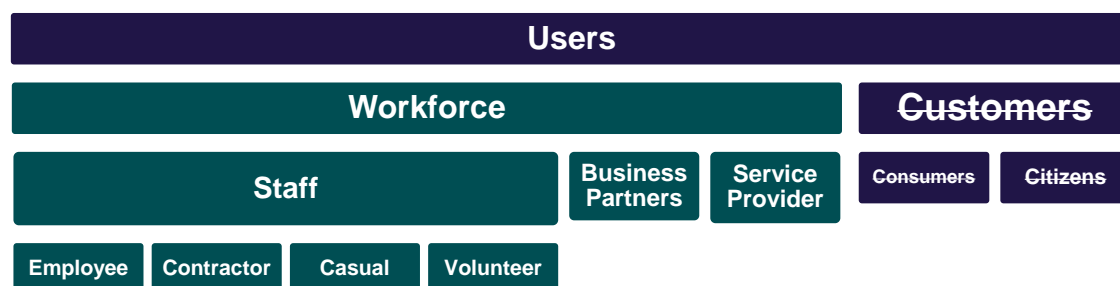 Users
Workforce
Customers
Staff
Business
Partners
Service
Provider
Consumers
Citizens
Employee
Contractor
Casual
Volunteer